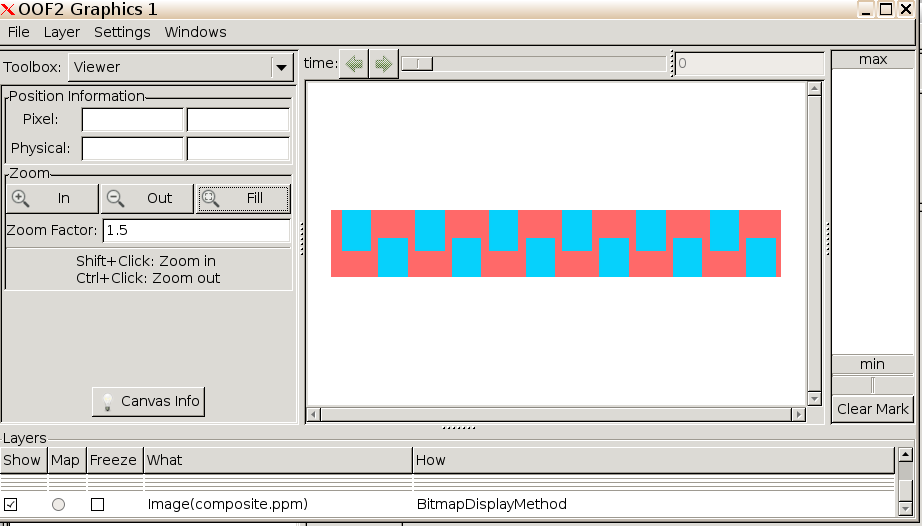 OOF2 Graphics 1
File Layer Settings Windows
Toolbox: Viewer
time: 0
max
Position Information
Pixel:
Physical:
Zoom
In Out Fill
Zoom Factor: 1.5
Shift+Click: Zoom in
Ctrl+Click: Zoom out
min
Canvas Info
Clear Mark
Layers
Show Map Freeze What How
Image(composite.ppm) BitmapDisplayMethod